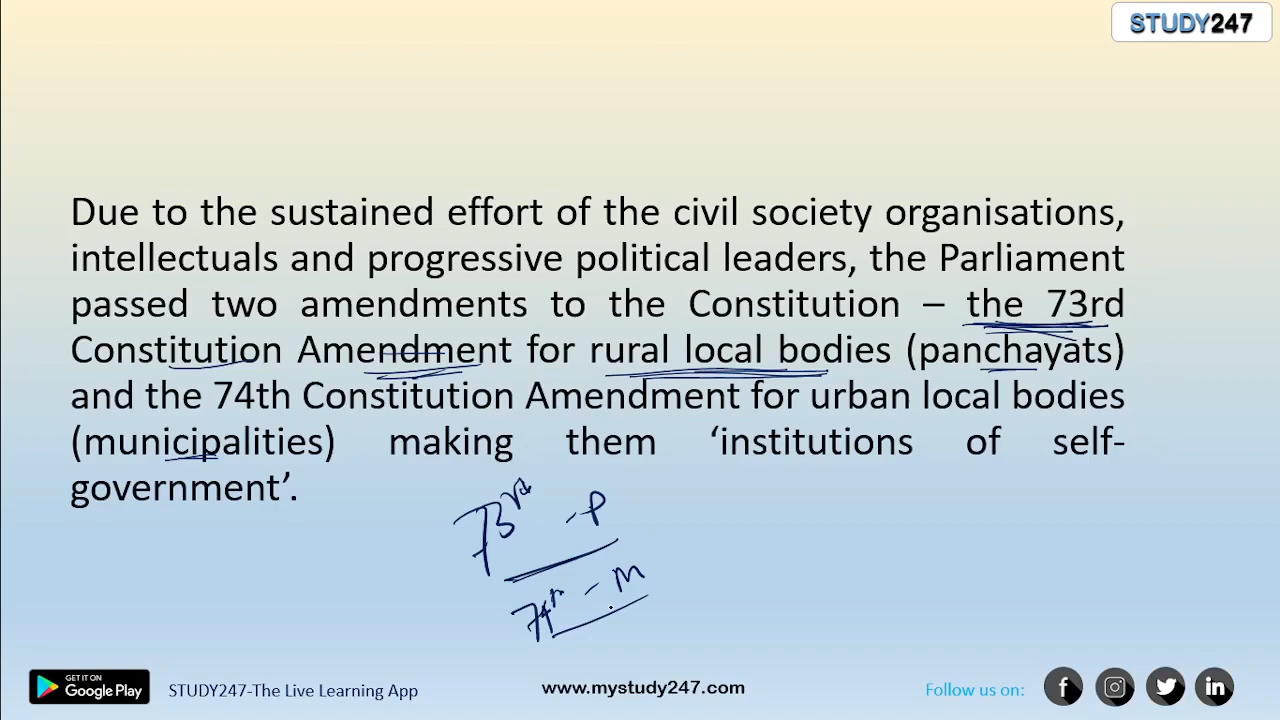 STUDY247
Due to the sustained effort of the civil society organisations,
intellectuals and progressive political leaders, the Parliament
passed two amendments to the Constitution – the 73rd
Constitution Amendment for rural local bodies (panchayats)
and the 74th Constitution Amendment for urban local bodies
(municipalities) making them ‘institutions of self-
government’.
73rd - P
74th - M
GET IT ON
Google Play
STUDY247-The Live Learning App
www.mystudy247.com
Follow us on: